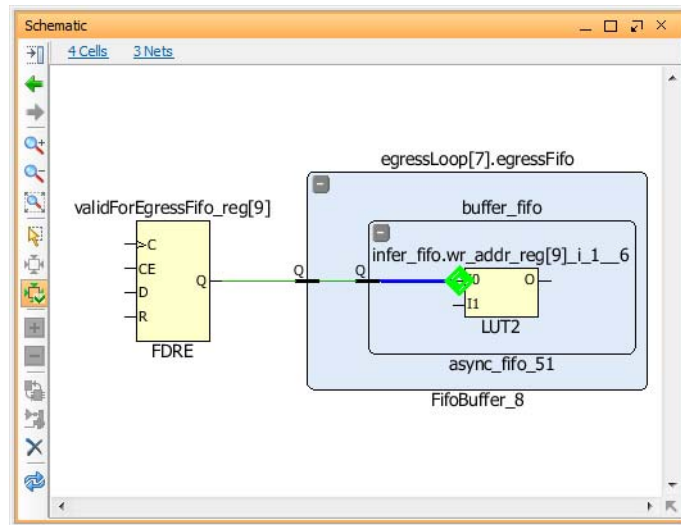 Schematic
4 Cells 3 Nets
egressLoop[7].egressFifo
validForEgressFifo_reg[9]
buffer_fifo
infer_fifo.wr_addr_reg[9]_i_1__6
C
CE
D
R
Q
Q
Q
I0
O
I1
FDRE
LUT2
async_fifo_51
FifoBuffer_8